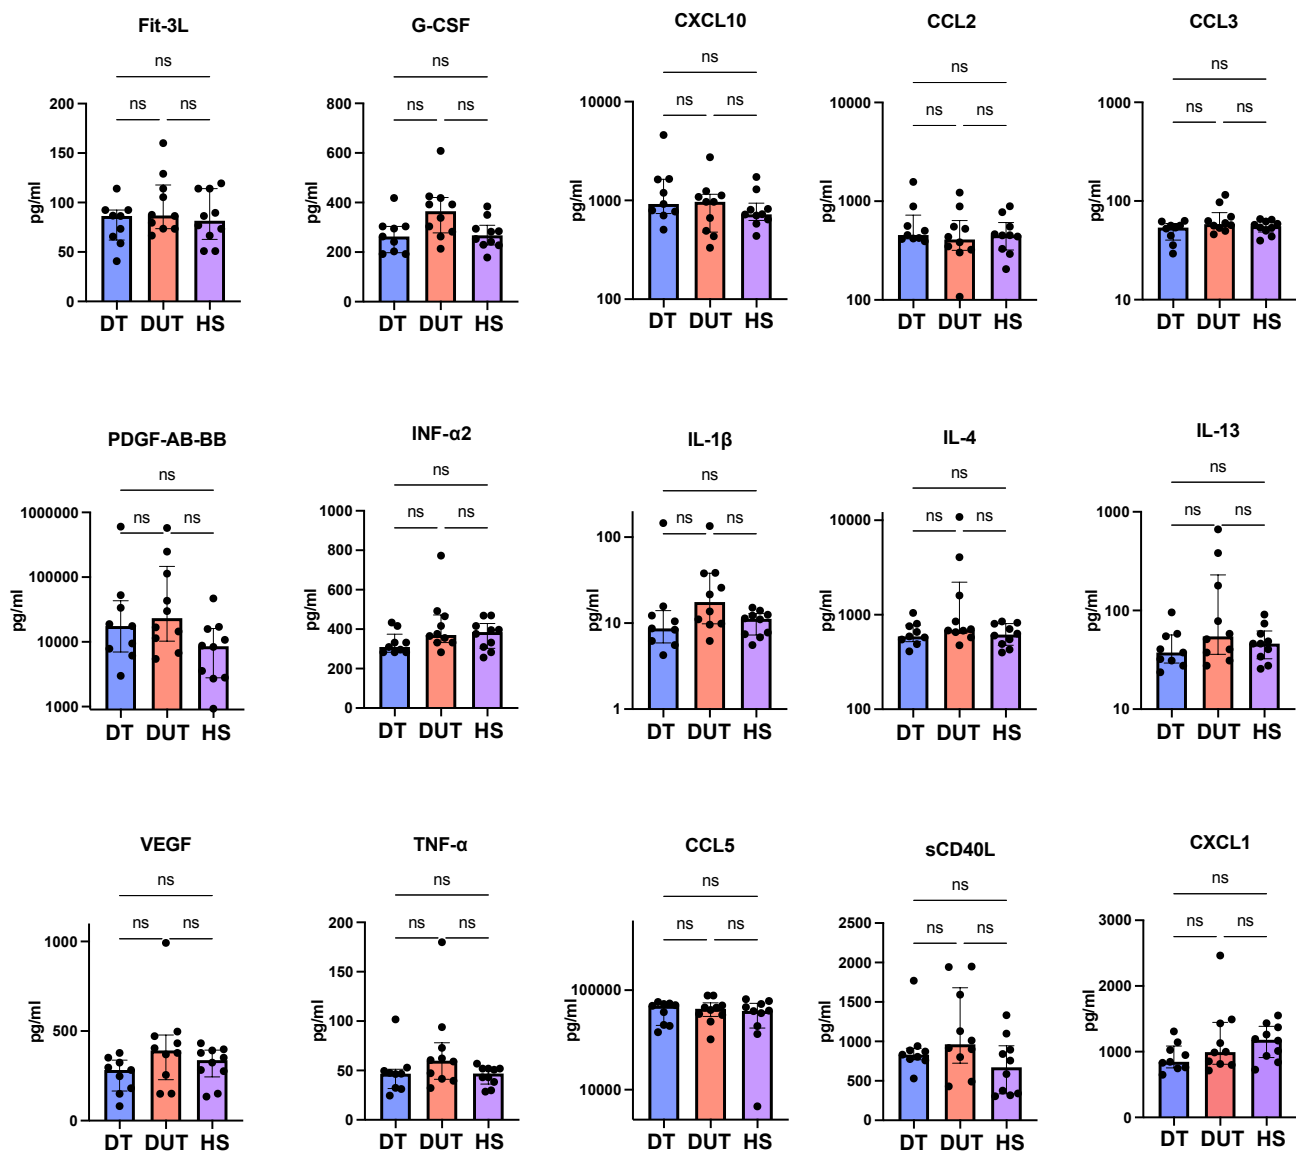 Fit-3L
ns
ns ns
200
150
100
50
0
pg/ml
DT DUT HS
G-CSF
ns
ns ns
800
600
400
200
0
pg/ml
DT DUT HS
CXCL10
ns
ns ns
10000
1000
100
pg/ml
DT DUT HS
CCL2
ns
ns ns
10000
1000
100
pg/ml
DT DUT HS
CCL3
ns
ns ns
1000
100
10
pg/ml
DT DUT HS
PDGF-AB-BB
ns
ns ns
1000000
100000
10000
1000
pg/ml
DT DUT HS
INF-α2
ns
ns ns
1000
800
600
400
200
0
pg/ml
DT DUT HS
IL-1β
ns
ns ns
100
10
1
pg/ml
DT DUT HS
IL-4
ns
ns ns
10000
1000
100
pg/ml
DT DUT HS
IL-13
ns
ns ns
1000
100
10
pg/ml
DT DUT HS
VEGF
ns
ns ns
1000
500
0
pg/ml
DT DUT HS
TNF-α
ns
ns ns
200
150
100
50
0
pg/ml
DT DUT HS
CCL5
ns
ns ns
100000
10000
pg/ml
DT DUT HS
sCD40L
ns
ns ns
2500
2000
1500
1000
500
0
pg/ml
DT DUT HS
CXCL1
ns
ns ns
3000
2000
1000
0
pg/ml
DT DUT HS